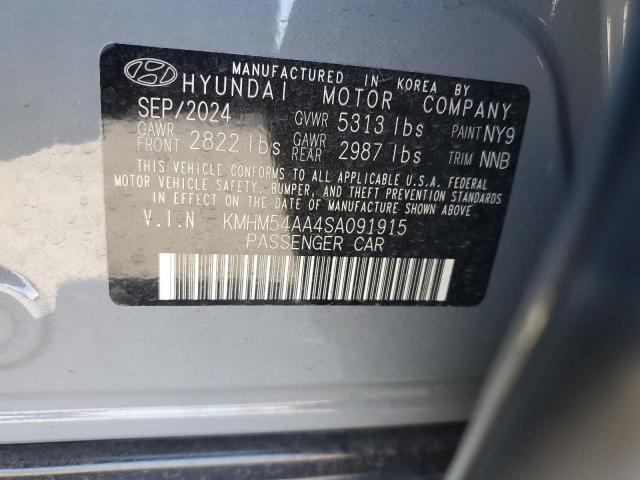 MANUFACTURED IN KOREA BY
HYUNDAI MOTOR COMPANY
SEP/2024 GVWR 5313 lbs PAINT NY9
GAWR FRONT 2822 lbs GAWR REAR 2987 lbs TRIM NNB
THIS VEHICLE CONFORMS TO ALL APPLICABLE U.S.A. FEDERAL
MOTOR VEHICLE SAFETY, BUMPER, AND THEFT PREVENTION STANDARDS
IN EFFECT ON THE DATE OF MANUFACTURE SHOWN ABOVE.
V.I.N KMHM54AA4SA091915
PASSENGER CAR